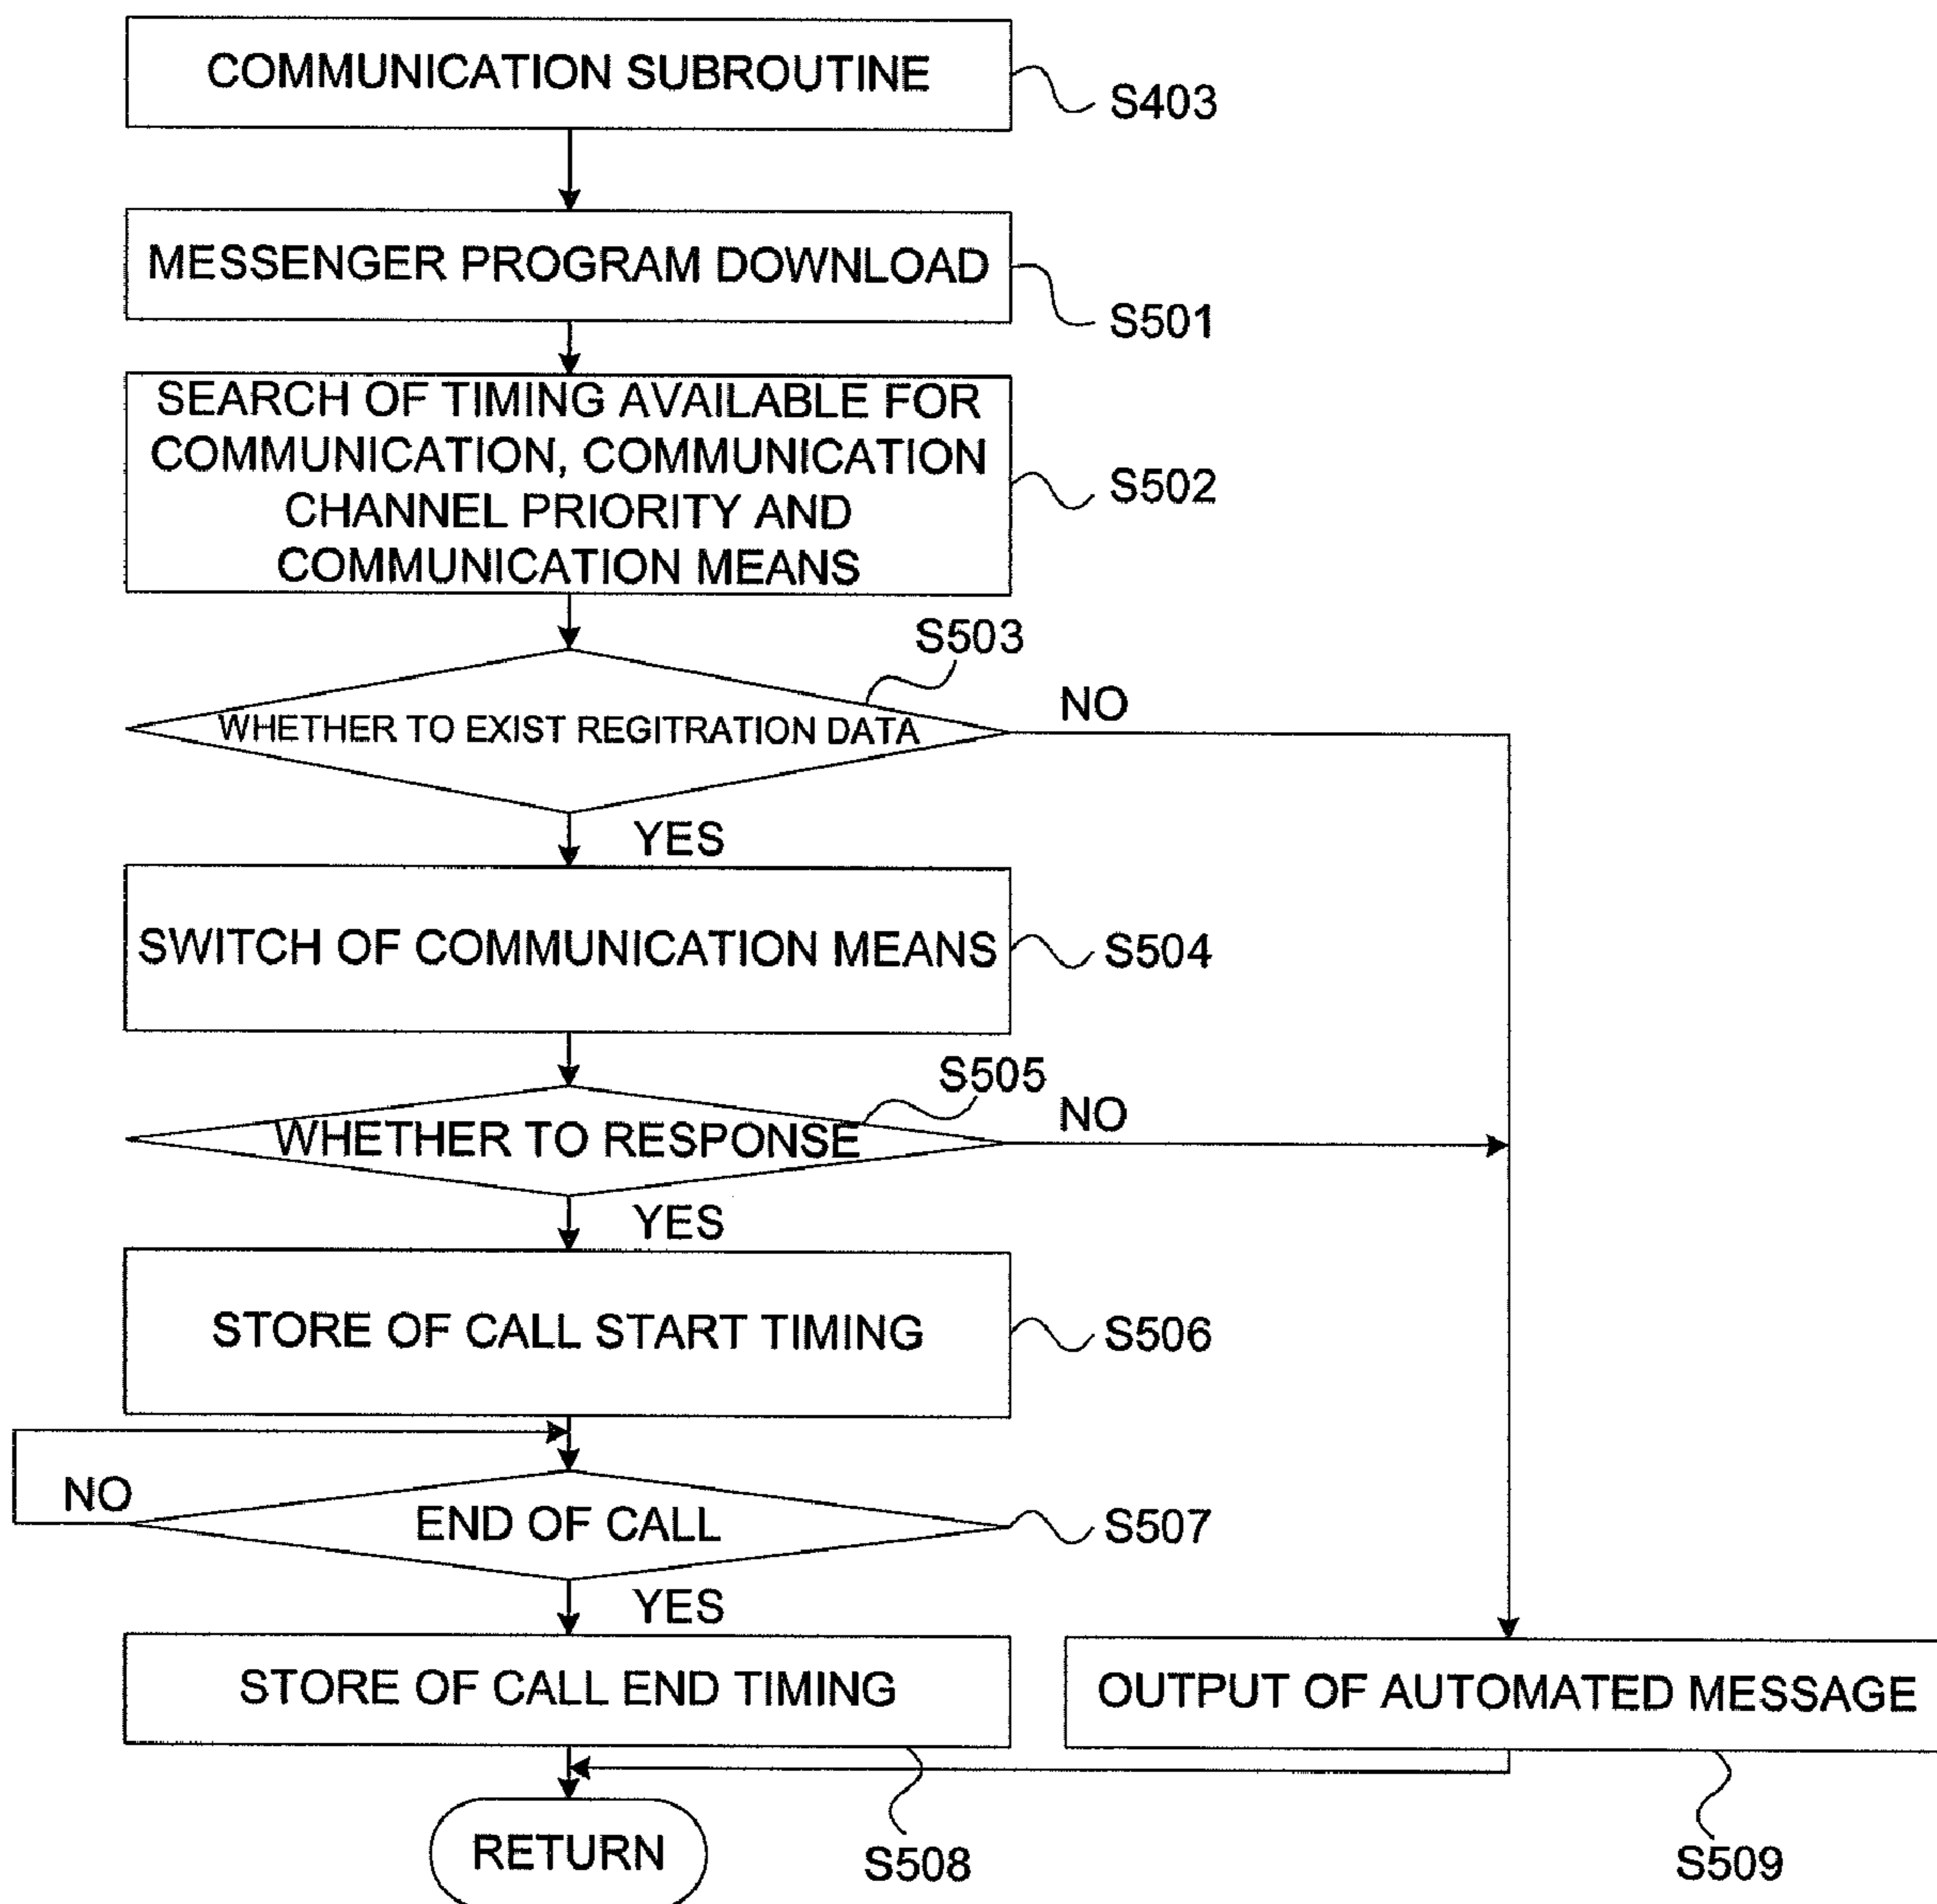 COMMUNICATION SUBROUTINE
S403
MESSENGER PROGRAM DOWNLOAD
S501
SEARCH OF TIMING AVAILABLE FOR
COMMUNICATION, COMMUNICATION
CHANNEL PRIORITY AND
COMMUNICATION MEANS
S502
S503
WHETHER TO EXIST REGITRATION DATA
NO
YES
SWITCH OF COMMUNICATION MEANS
S504
S505
WHETHER TO RESPONSE
NO
YES
STORE OF CALL START TIMING
S506
NO
END OF CALL
S507
YES
STORE OF CALL END TIMING
OUTPUT OF AUTOMATED MESSAGE
RETURN
S508
S509